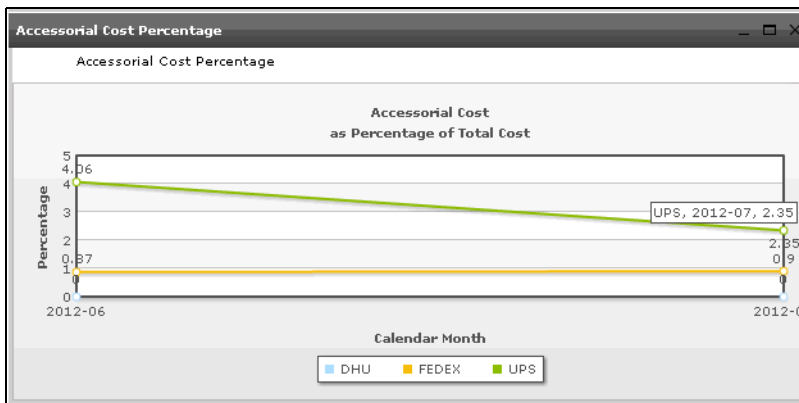 Accessorial Cost Percentage
Accessorial Cost Percentage
Accessorial Cost
as Percentage of Total Cost
Percentage
5
4.06
4
3
UPS, 2012-07, 2.35
2
2.35
0.87
0.9
1
0
0
0
2012-06
2012-0
Calendar Month
DHU
FEDEX
UPS